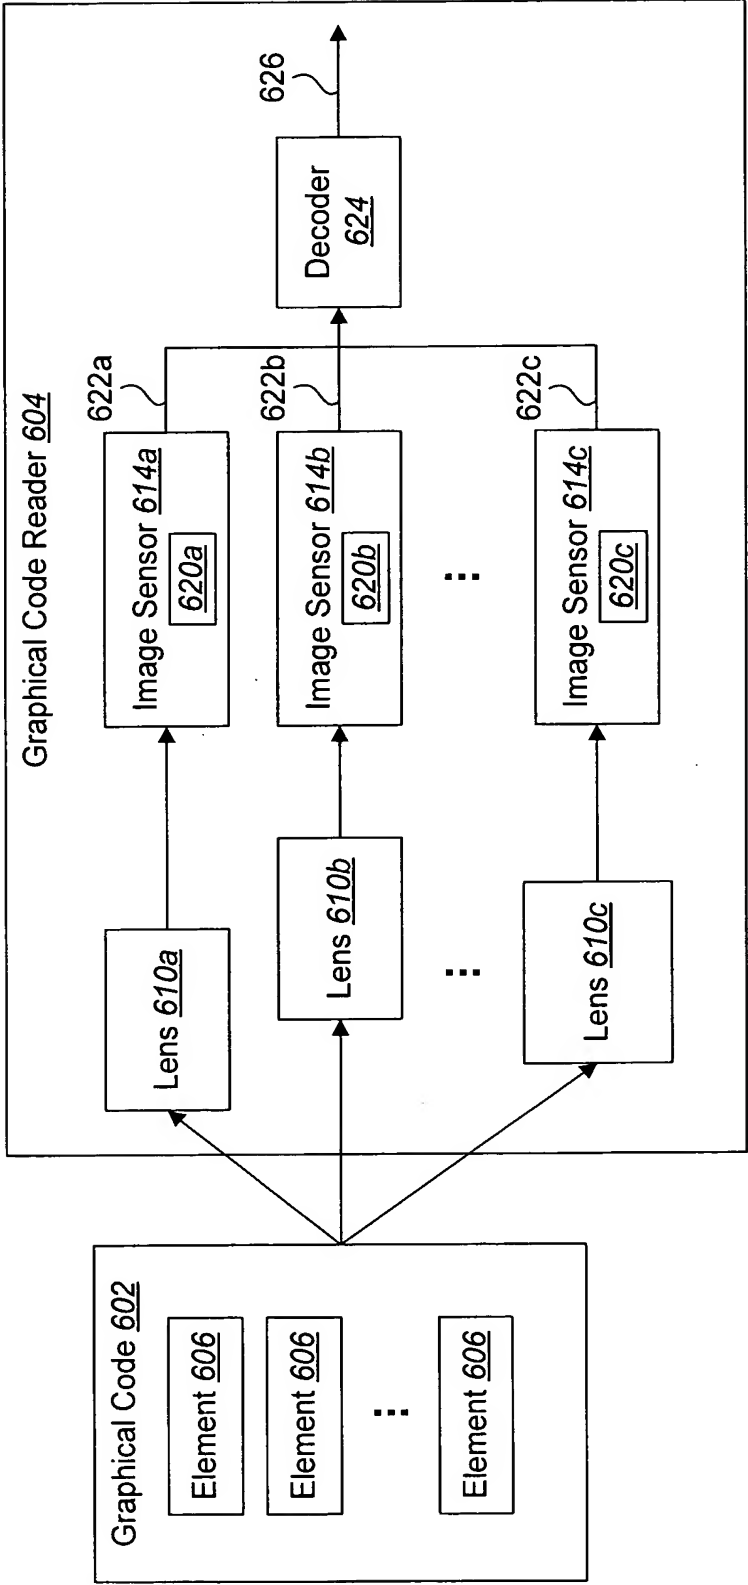 Graphical Code 602
Element 606
Element 606
...
Element 606
Graphical Code Reader 604
Lens 610a
Lens 610b
...
Lens 610c
Image Sensor 614a
620a
Image Sensor 614b
620b
...
Image Sensor 614c
620c
622a
622b
622c
Decoder
624
626